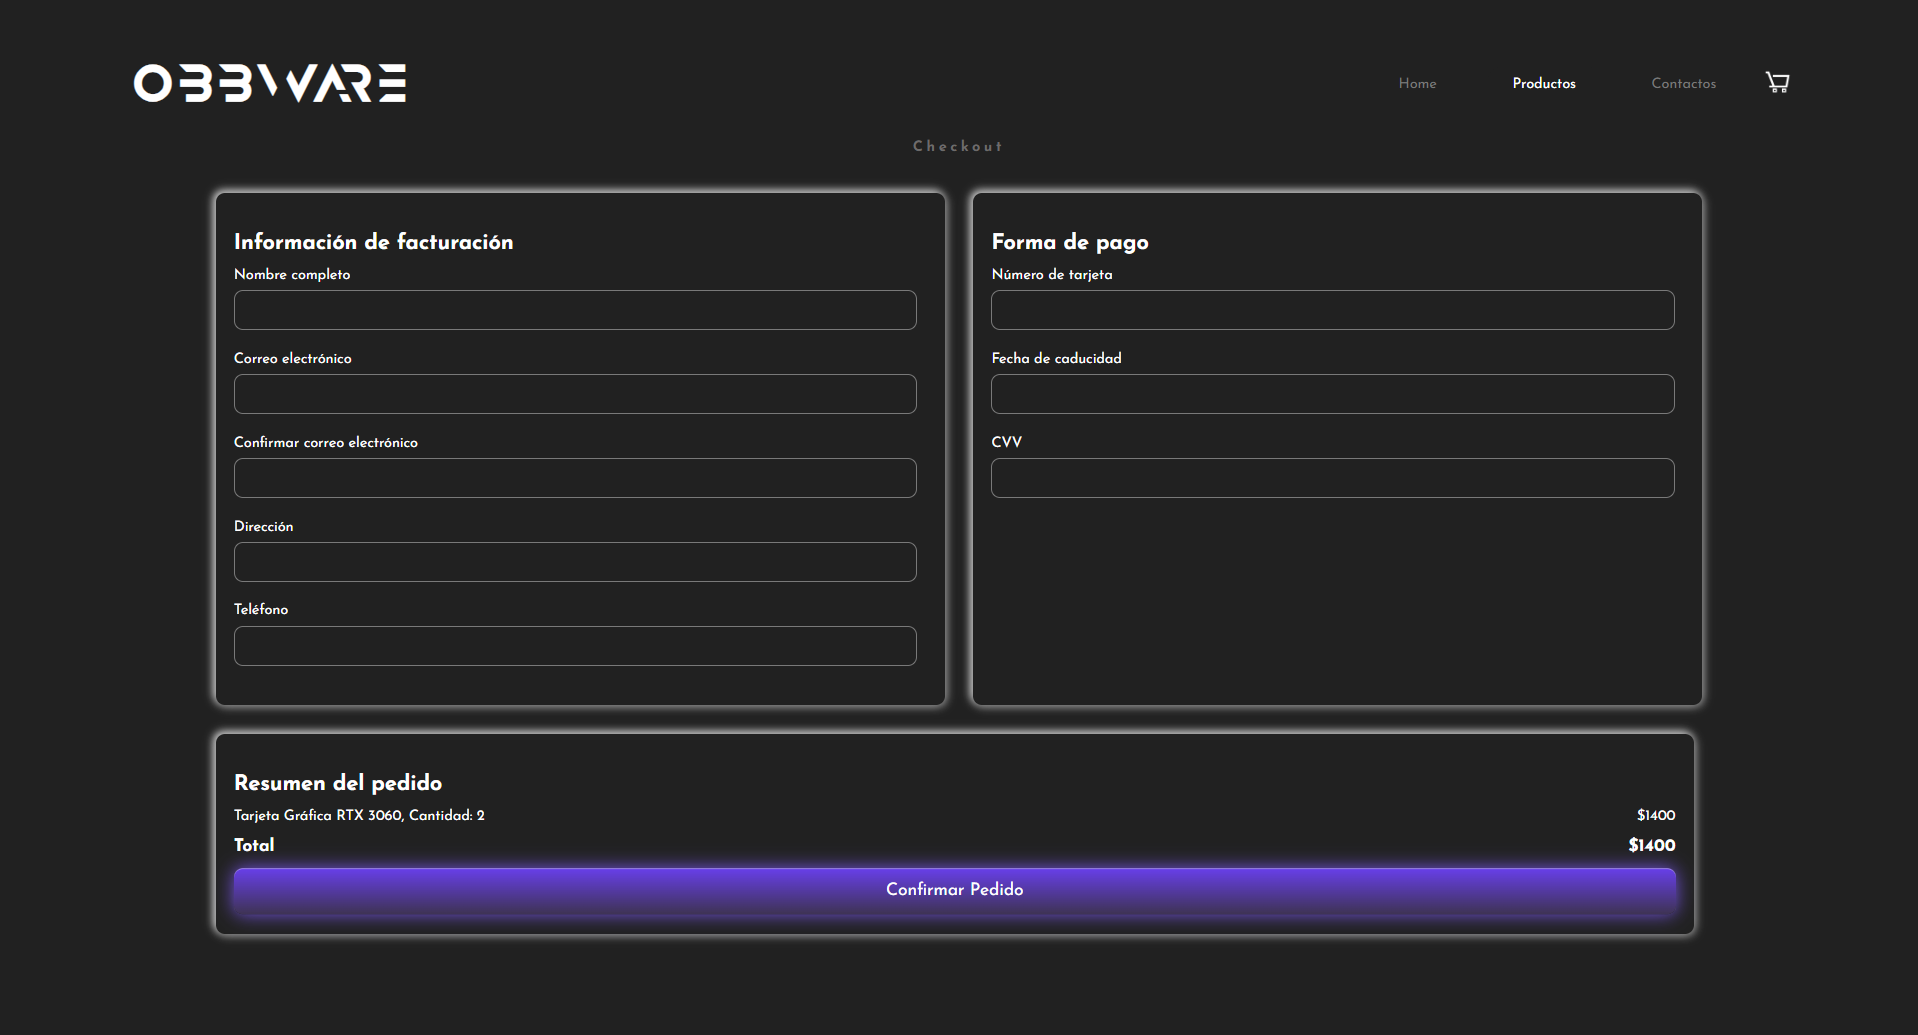 OBBWARE
Home Productos Contactos
Checkout
Información de facturación
Nombre completo
Correo electrónico
Confirmar correo electrónico
Dirección
Teléfono
Forma de pago
Número de tarjeta
Fecha de caducidad
CVV
Resumen del pedido
Tarjeta Gráfica RTX 3060, Cantidad: 2 $1400
Total $1400
Confirmar Pedido